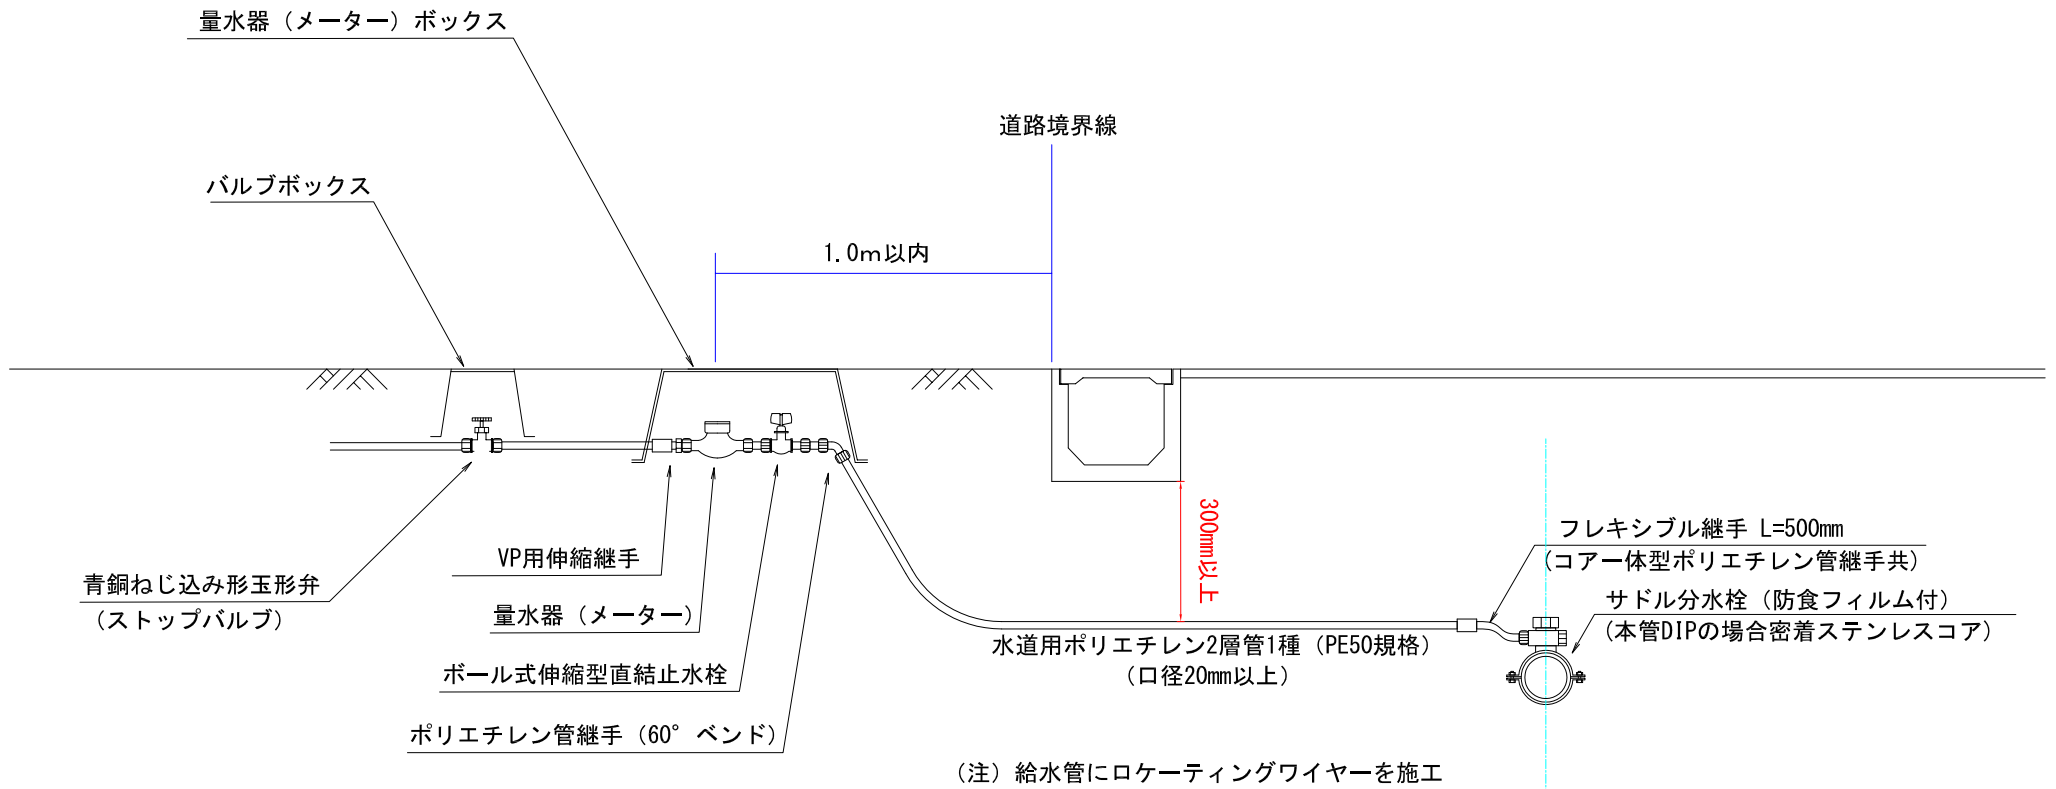 量水器（メーター）ボックス
道路境界線
バルブボックス
1.0ｍ以内
300mm以上
フレキシブル継手 L=500mm
（コア一体型ポリエチレン管継手共）
VP用伸縮継手
青銅ねじ込み形玉形弁
（ストップバルブ）
サドル分水栓（防食フィルム付）
（本管DIPの場合密着ステンレスコア）
量水器（メーター）
水道用ポリエチレン2層管1種（PE50規格）
（口径20mm以上）
ボール式伸縮型直結止水栓
ポリエチレン管継手（60°ベンド）
（注）給水管にロケーティングワイヤーを施工